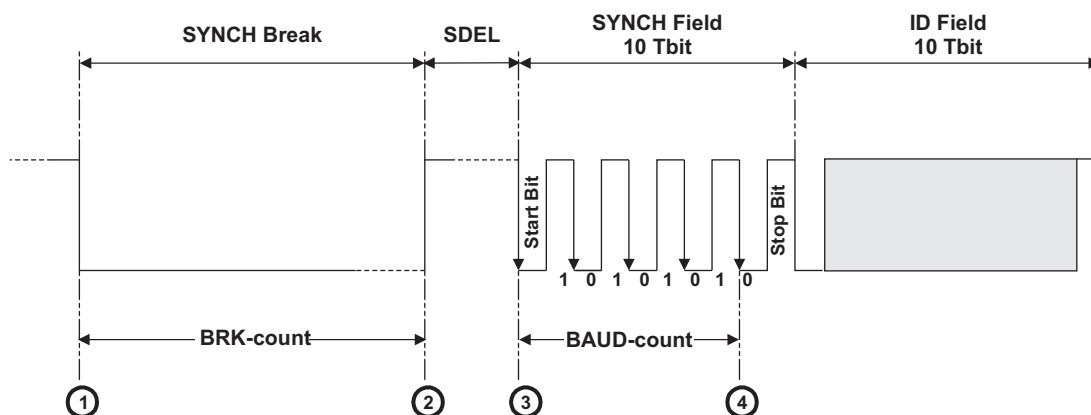 SYNCH Break
SDEL
SYNCH Field
10 Tbit
ID Field
10 Tbit
Start Bit
1 0 1 0 1 0 1 0
Stop Bit
BRK-count
BAUD-count
1 2 3 4